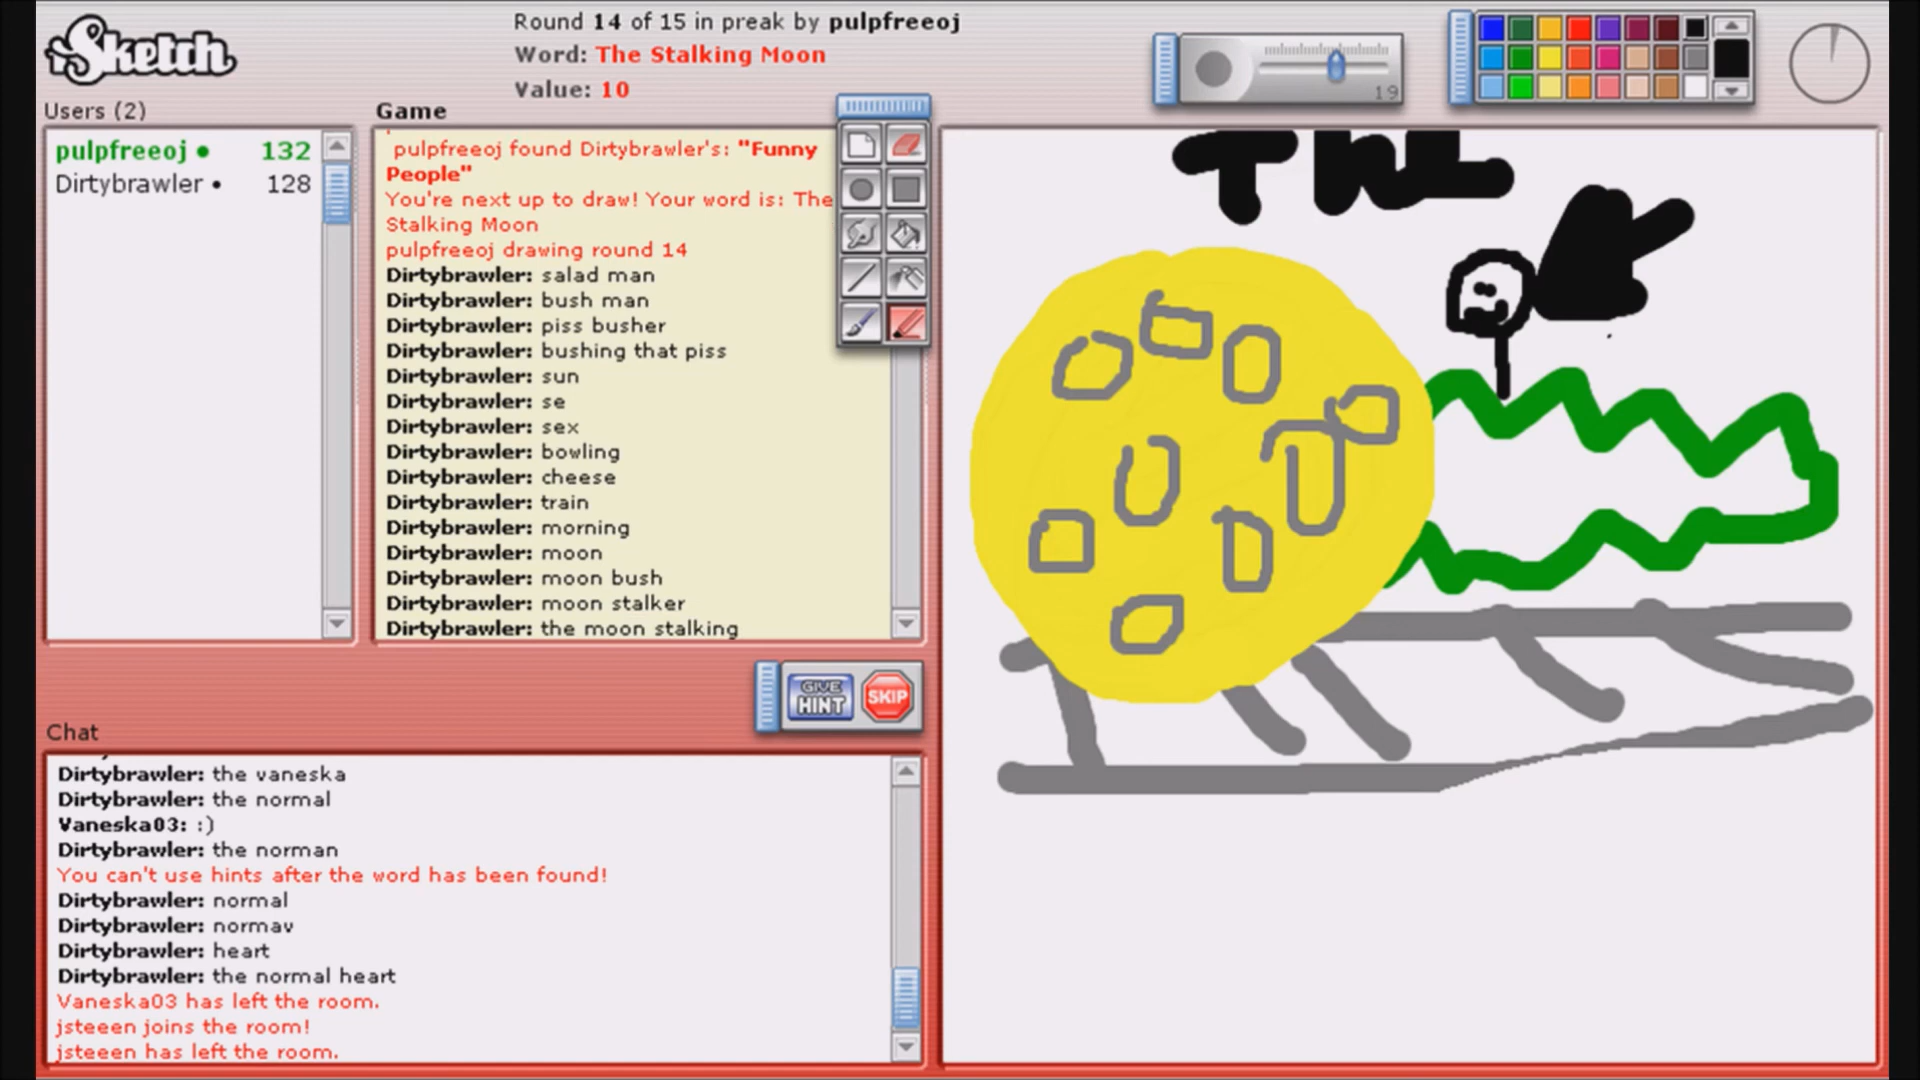 iSketch
Round 14 of 15 in preak by pulpfreeoj
Word: The Stalking Moon
Value: 10
19
Users (2)
pulpfreeoj • 132
Dirtybrawler • 128
Game
pulpfreeoj found Dirtybrawler's: "Funny
People"
You're next up to draw! Your word is: The
Stalking Moon
pulpfreeoj drawing round 14
Dirtybrawler: salad man
Dirtybrawler: bush man
Dirtybrawler: piss busher
Dirtybrawler: bushing that piss
Dirtybrawler: sun
Dirtybrawler: se
Dirtybrawler: sex
Dirtybrawler: bowling
Dirtybrawler: cheese
Dirtybrawler: train
Dirtybrawler: morning
Dirtybrawler: moon
Dirtybrawler: moon bush
Dirtybrawler: moon stalker
Dirtybrawler: the moon stalking
GIVE
HINT
SKIP
Chat
Dirtybrawler: the vaneska
Dirtybrawler: the normal
Vaneska03: :)
Dirtybrawler: the norman
You can't use hints after the word has been found!
Dirtybrawler: normal
Dirtybrawler: normav
Dirtybrawler: heart
Dirtybrawler: the normal heart
Vaneska03 has left the room.
jsteeen joins the room!
jsteeen has left the room.
The